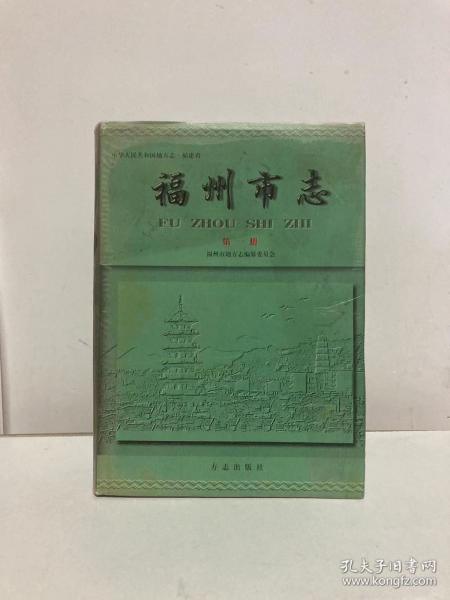 中华人民共和国地方志·福建省
福州市志
FU ZHOU SHI ZHI
第一册
福州市地方志编纂委员会
方志出版社
孔夫子旧书网
www.kongfz.com